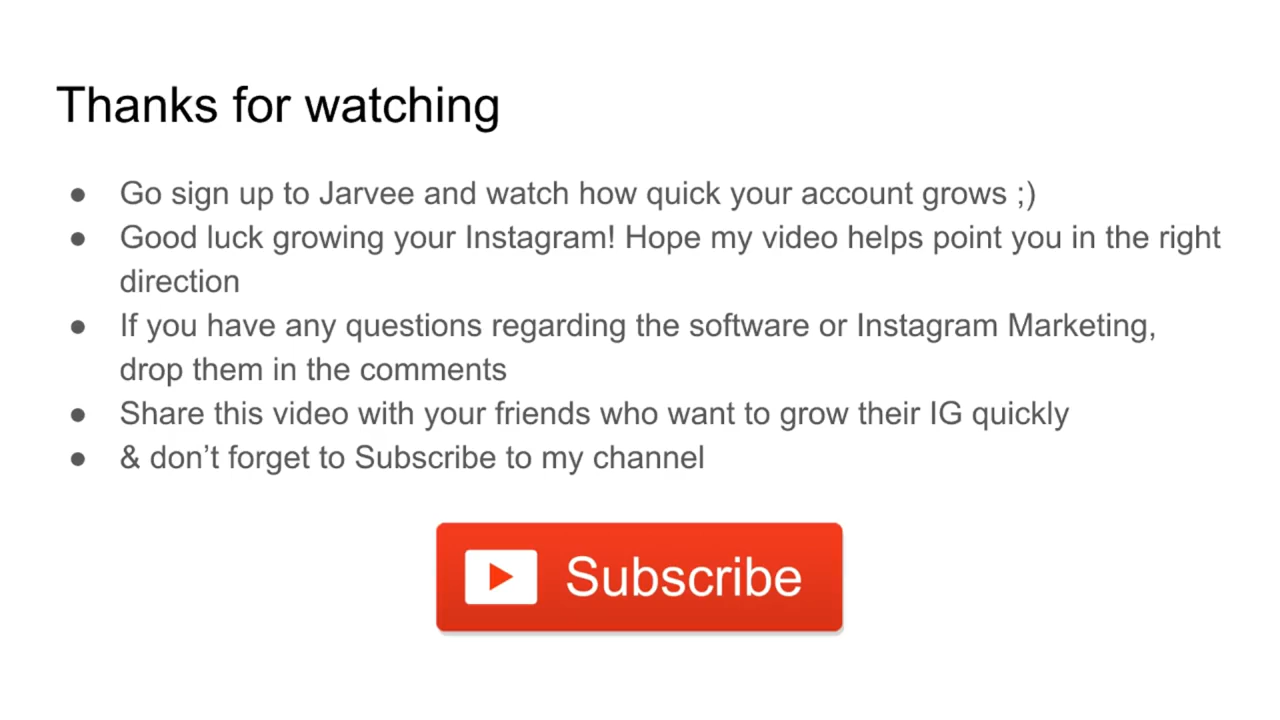 Thanks for watching
● Go sign up to Jarvee and watch how quick your account grows ;)
● Good luck growing your Instagram! Hope my video helps point you in the right
direction
● If you have any questions regarding the software or Instagram Marketing,
drop them in the comments
● Share this video with your friends who want to grow their IG quickly
● & don’t forget to Subscribe to my channel
Subscribe